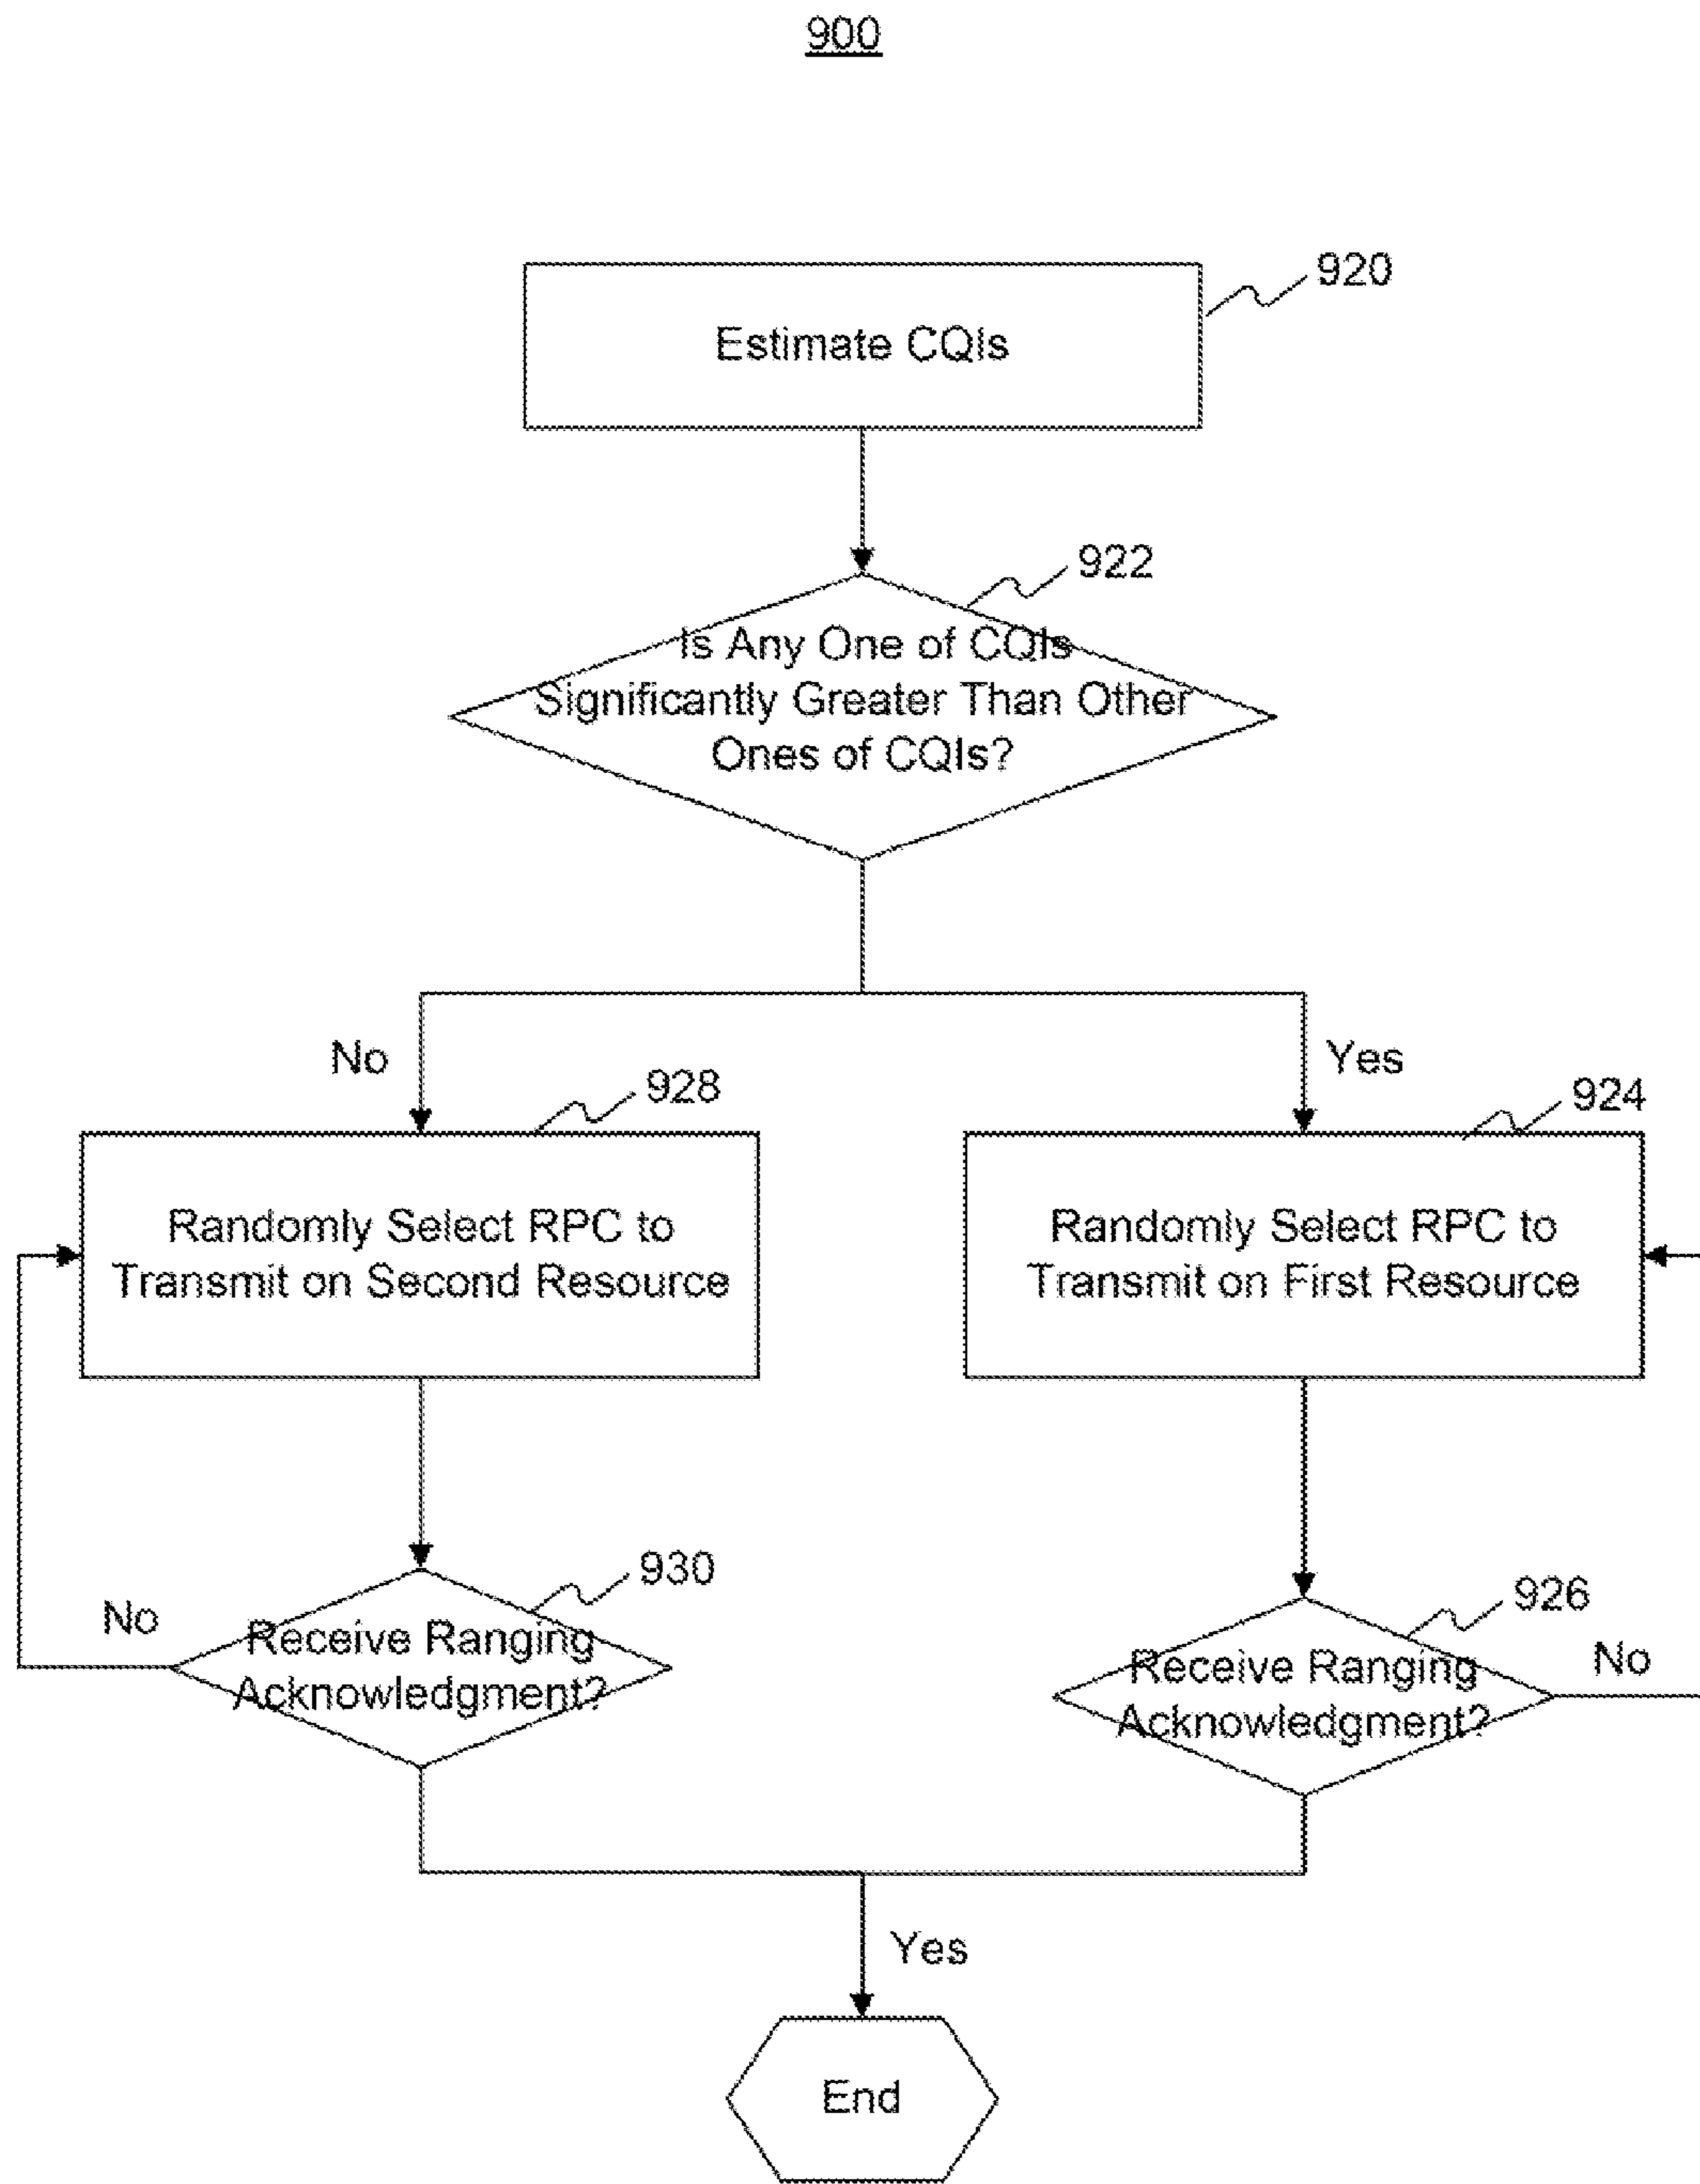 900
920
Estimate CQIs
922
Is Any One of CQIs
Significantly Greater Than Other
Ones of CQIs?
No
Yes
928
924
Randomly Select RPC to
Transmit on Second Resource
Randomly Select RPC to
Transmit on First Resource
930
926
No
Receive Ranging
Acknowledgment?
Receive Ranging
Acknowledgment?
No
Yes
End